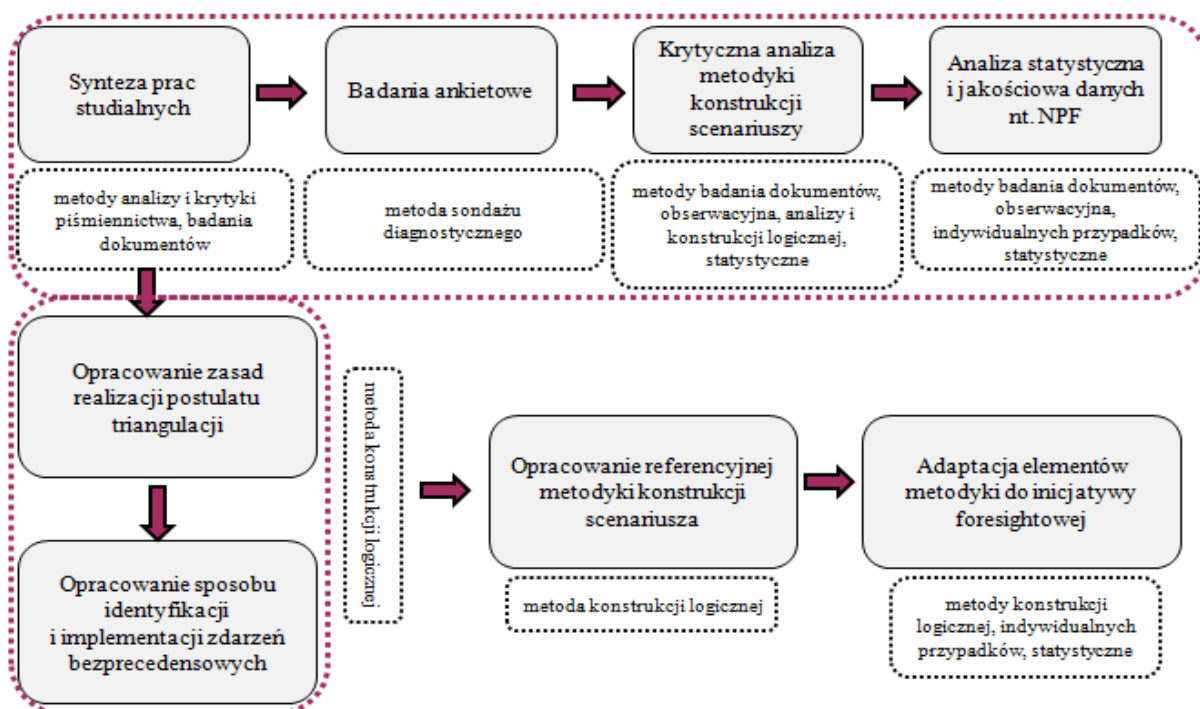 Synteza prac
studialnych
Badania ankietowe
Krytyczna analiza
metodyki
konstrukcji
scenariuszy
Analiza statystyczna
i jakościowa danych
nt. NPF
metody analizy i krytyki
piśmiennictwa, badania
dokumentów
metoda sondażu
diagnostycznego
metody badania dokumentów,
obserwacyjna, analizy i
konstrukcji logicznej,
statystyczne
metody badania dokumentów,
obserwacyjna,
indywidualnych przypadków,
statystyczne
Opracowanie zasad
realizacji postulatu
triangulacji
Opracowanie sposobu
identyfikacji
i implementacji zdarzeń
bezprecedensowych
metoda konstrukcji logicznej
Opracowanie referencyjnej
metodyki konstrukcji
scenariusza
metoda konstrukcji logicznej
Adaptacja elementów
metodyki do inicjatywy
foresightowej
metody konstrukcji
logicznej, indywidualnych
przypadków, statystyczne